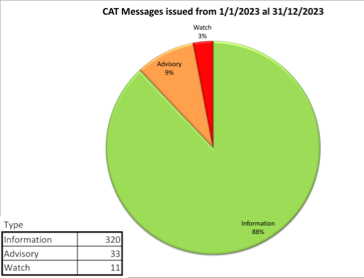 CAT Messages issued from 1/1/2023 al 31/12/2023
Watch
3%
Advisory
9%
Information
88%
Type
Information 320
Advisory 33
Watch 11